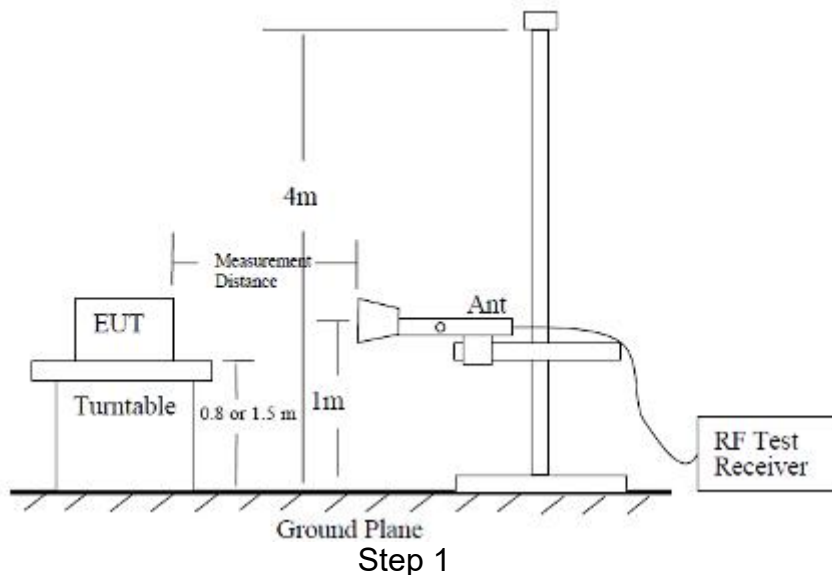 4m
Measurement
Distance
EUT
Ant
Turntable
0.8 or 1.5 m
1m
RF Test
Receiver
Ground Plane
Step 1